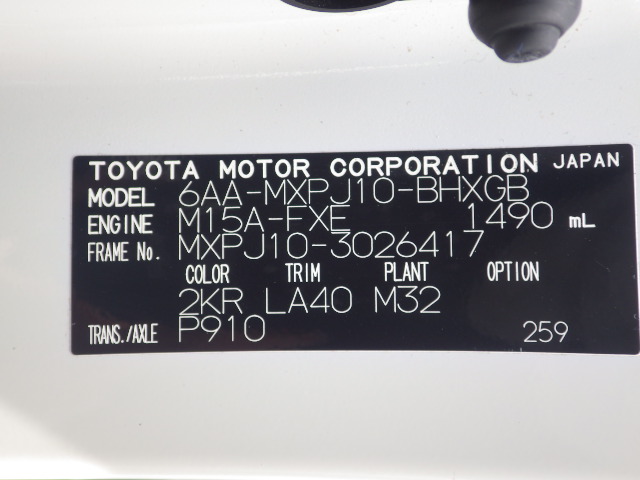 TOYOTA MOTOR CORPORATION JAPAN
MODEL 6AA-MXPJ10-BHXGB
ENGINE M15A-FXE 1490 mL
FRAME No. MXPJ10-3026417
COLOR TRIM PLANT OPTION
2KR LA40 M32
TRANS./AXLE P910 259